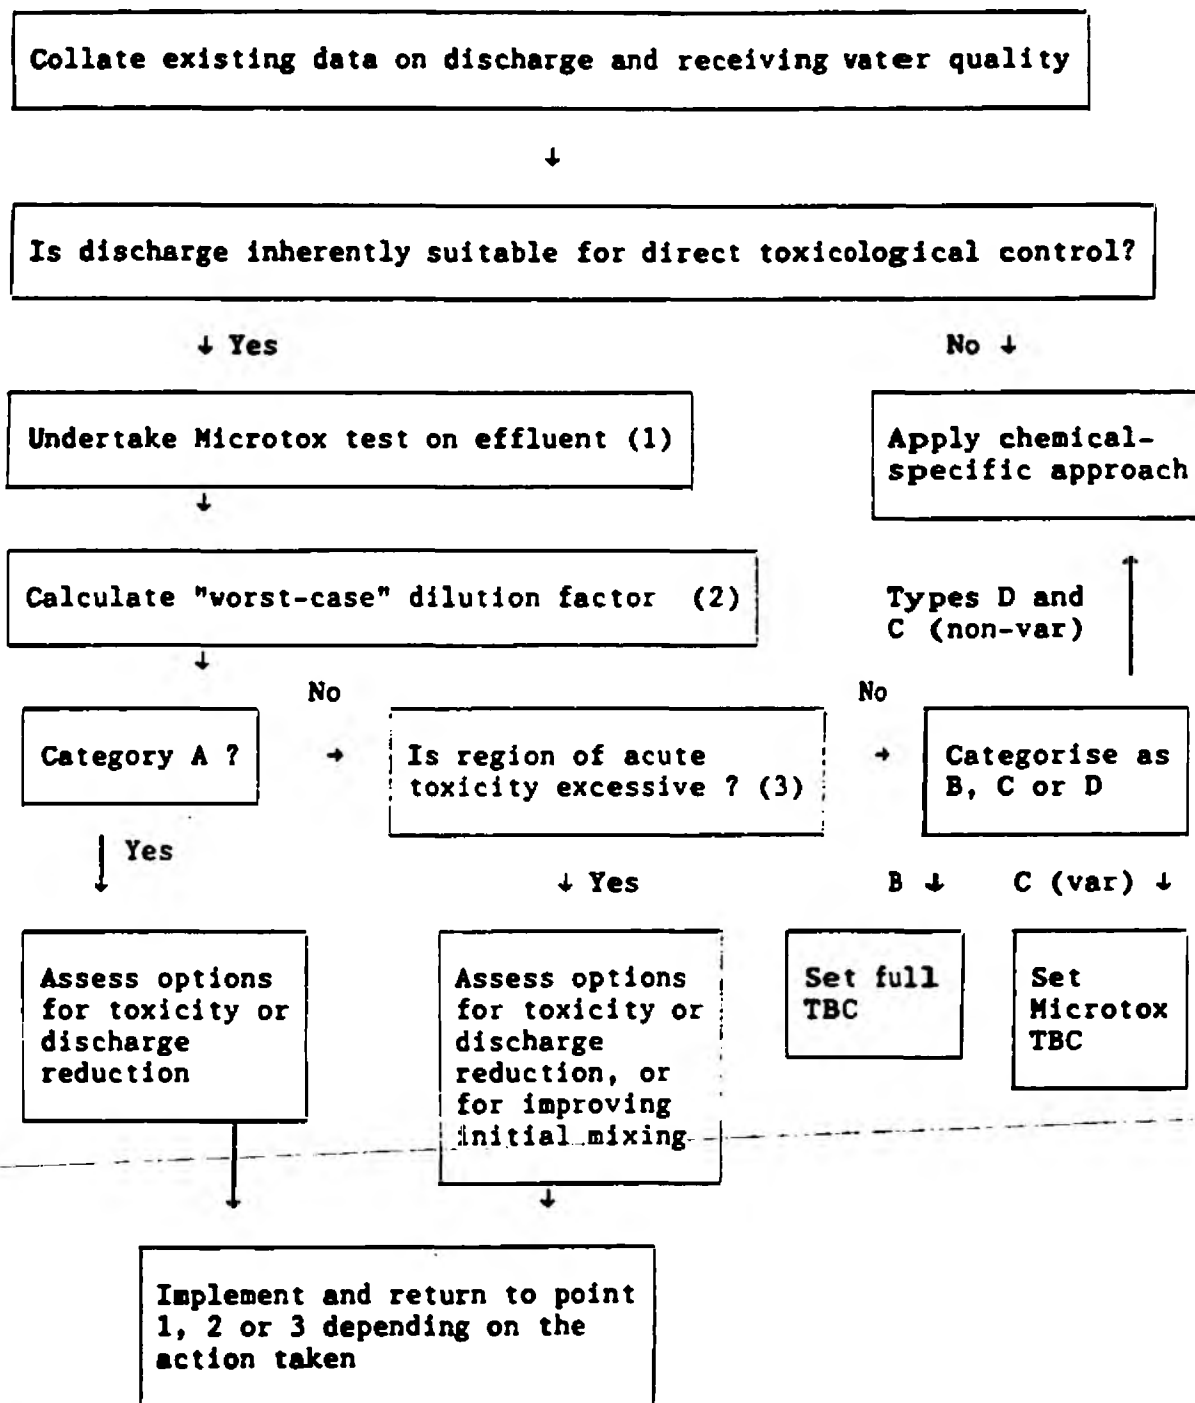 Collate existing data on discharge and receiving water quality
↓
Is discharge inherently suitable for direct toxicological control?
↓ Yes
No ↓
Undertake Microtox test on effluent (1)
Apply chemical-
specific approach
↓
Calculate "worst-case" dilution factor (2)
Types D and
C (non-var)
↑
↓
No
No
Category A ?
→
Is region of acute
toxicity excessive ? (3)
→
Categorise as
B, C or D
↓ Yes
↓ Yes
B ↓
C (var) ↓
Assess options
for toxicity or
discharge
reduction
Assess options
for toxicity or
discharge
reduction, or
for improving
initial mixing
Set full
TBC
Set
Microtox
TBC
↓
↓
Implement and return to point
1, 2 or 3 depending on the
action taken